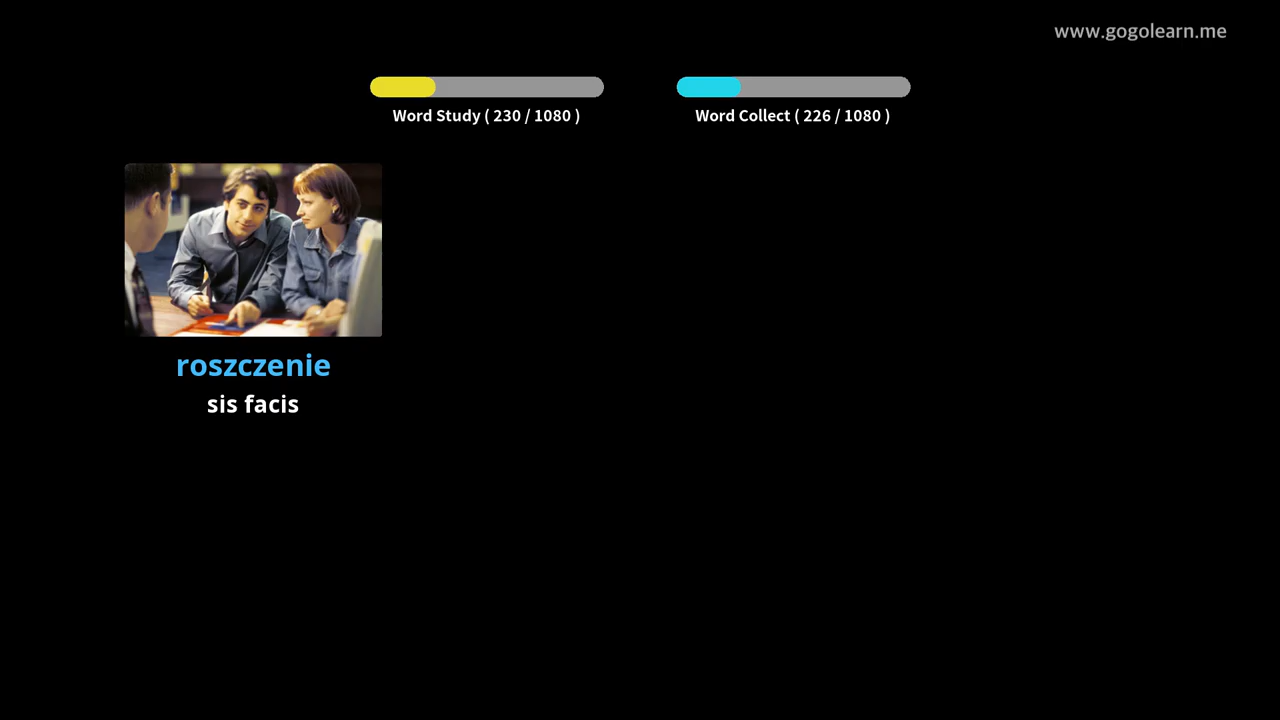 www.gogolearn.me
Word Study ( 230 / 1080 )
Word Collect ( 226 / 1080 )
roszczenie
sis facis